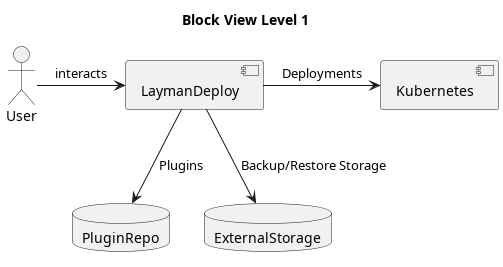 Block View Level 1
interacts
Deployments
LaymanDeploy
Kubernetes
User
Plugins
Backup/Restore Storage
PluginRepo
ExternalStorage